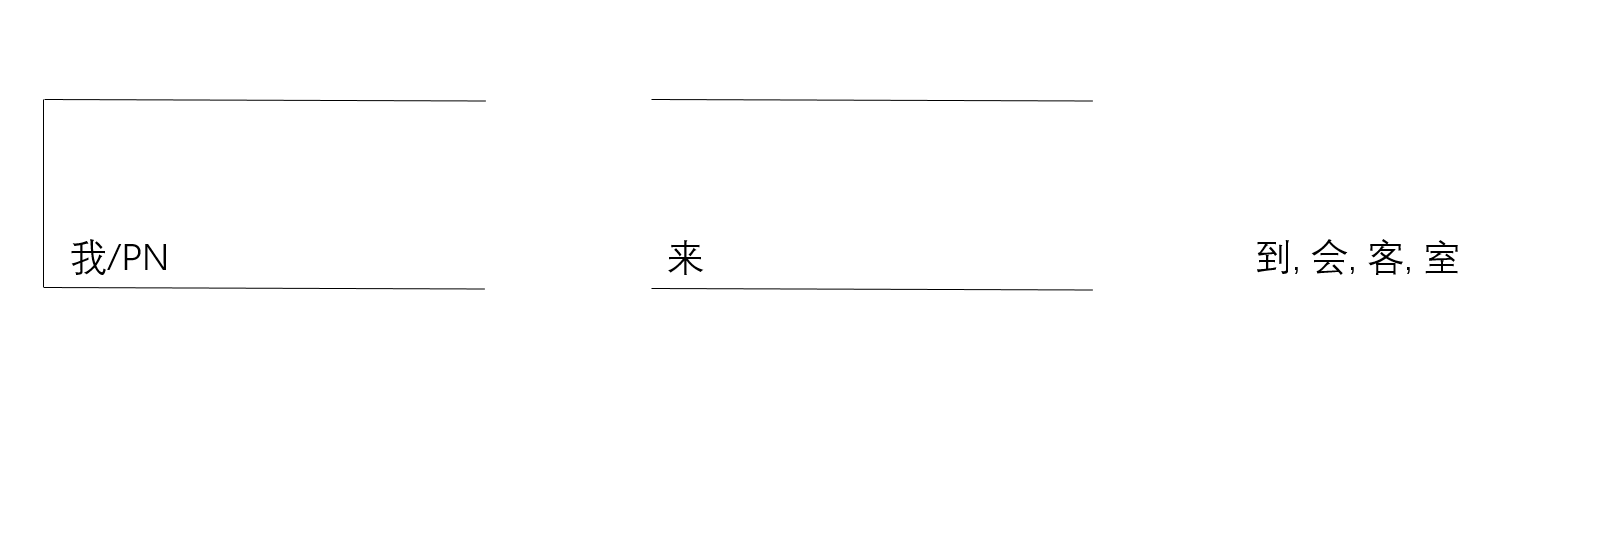 我/PN 来 到, 会, 客, 室